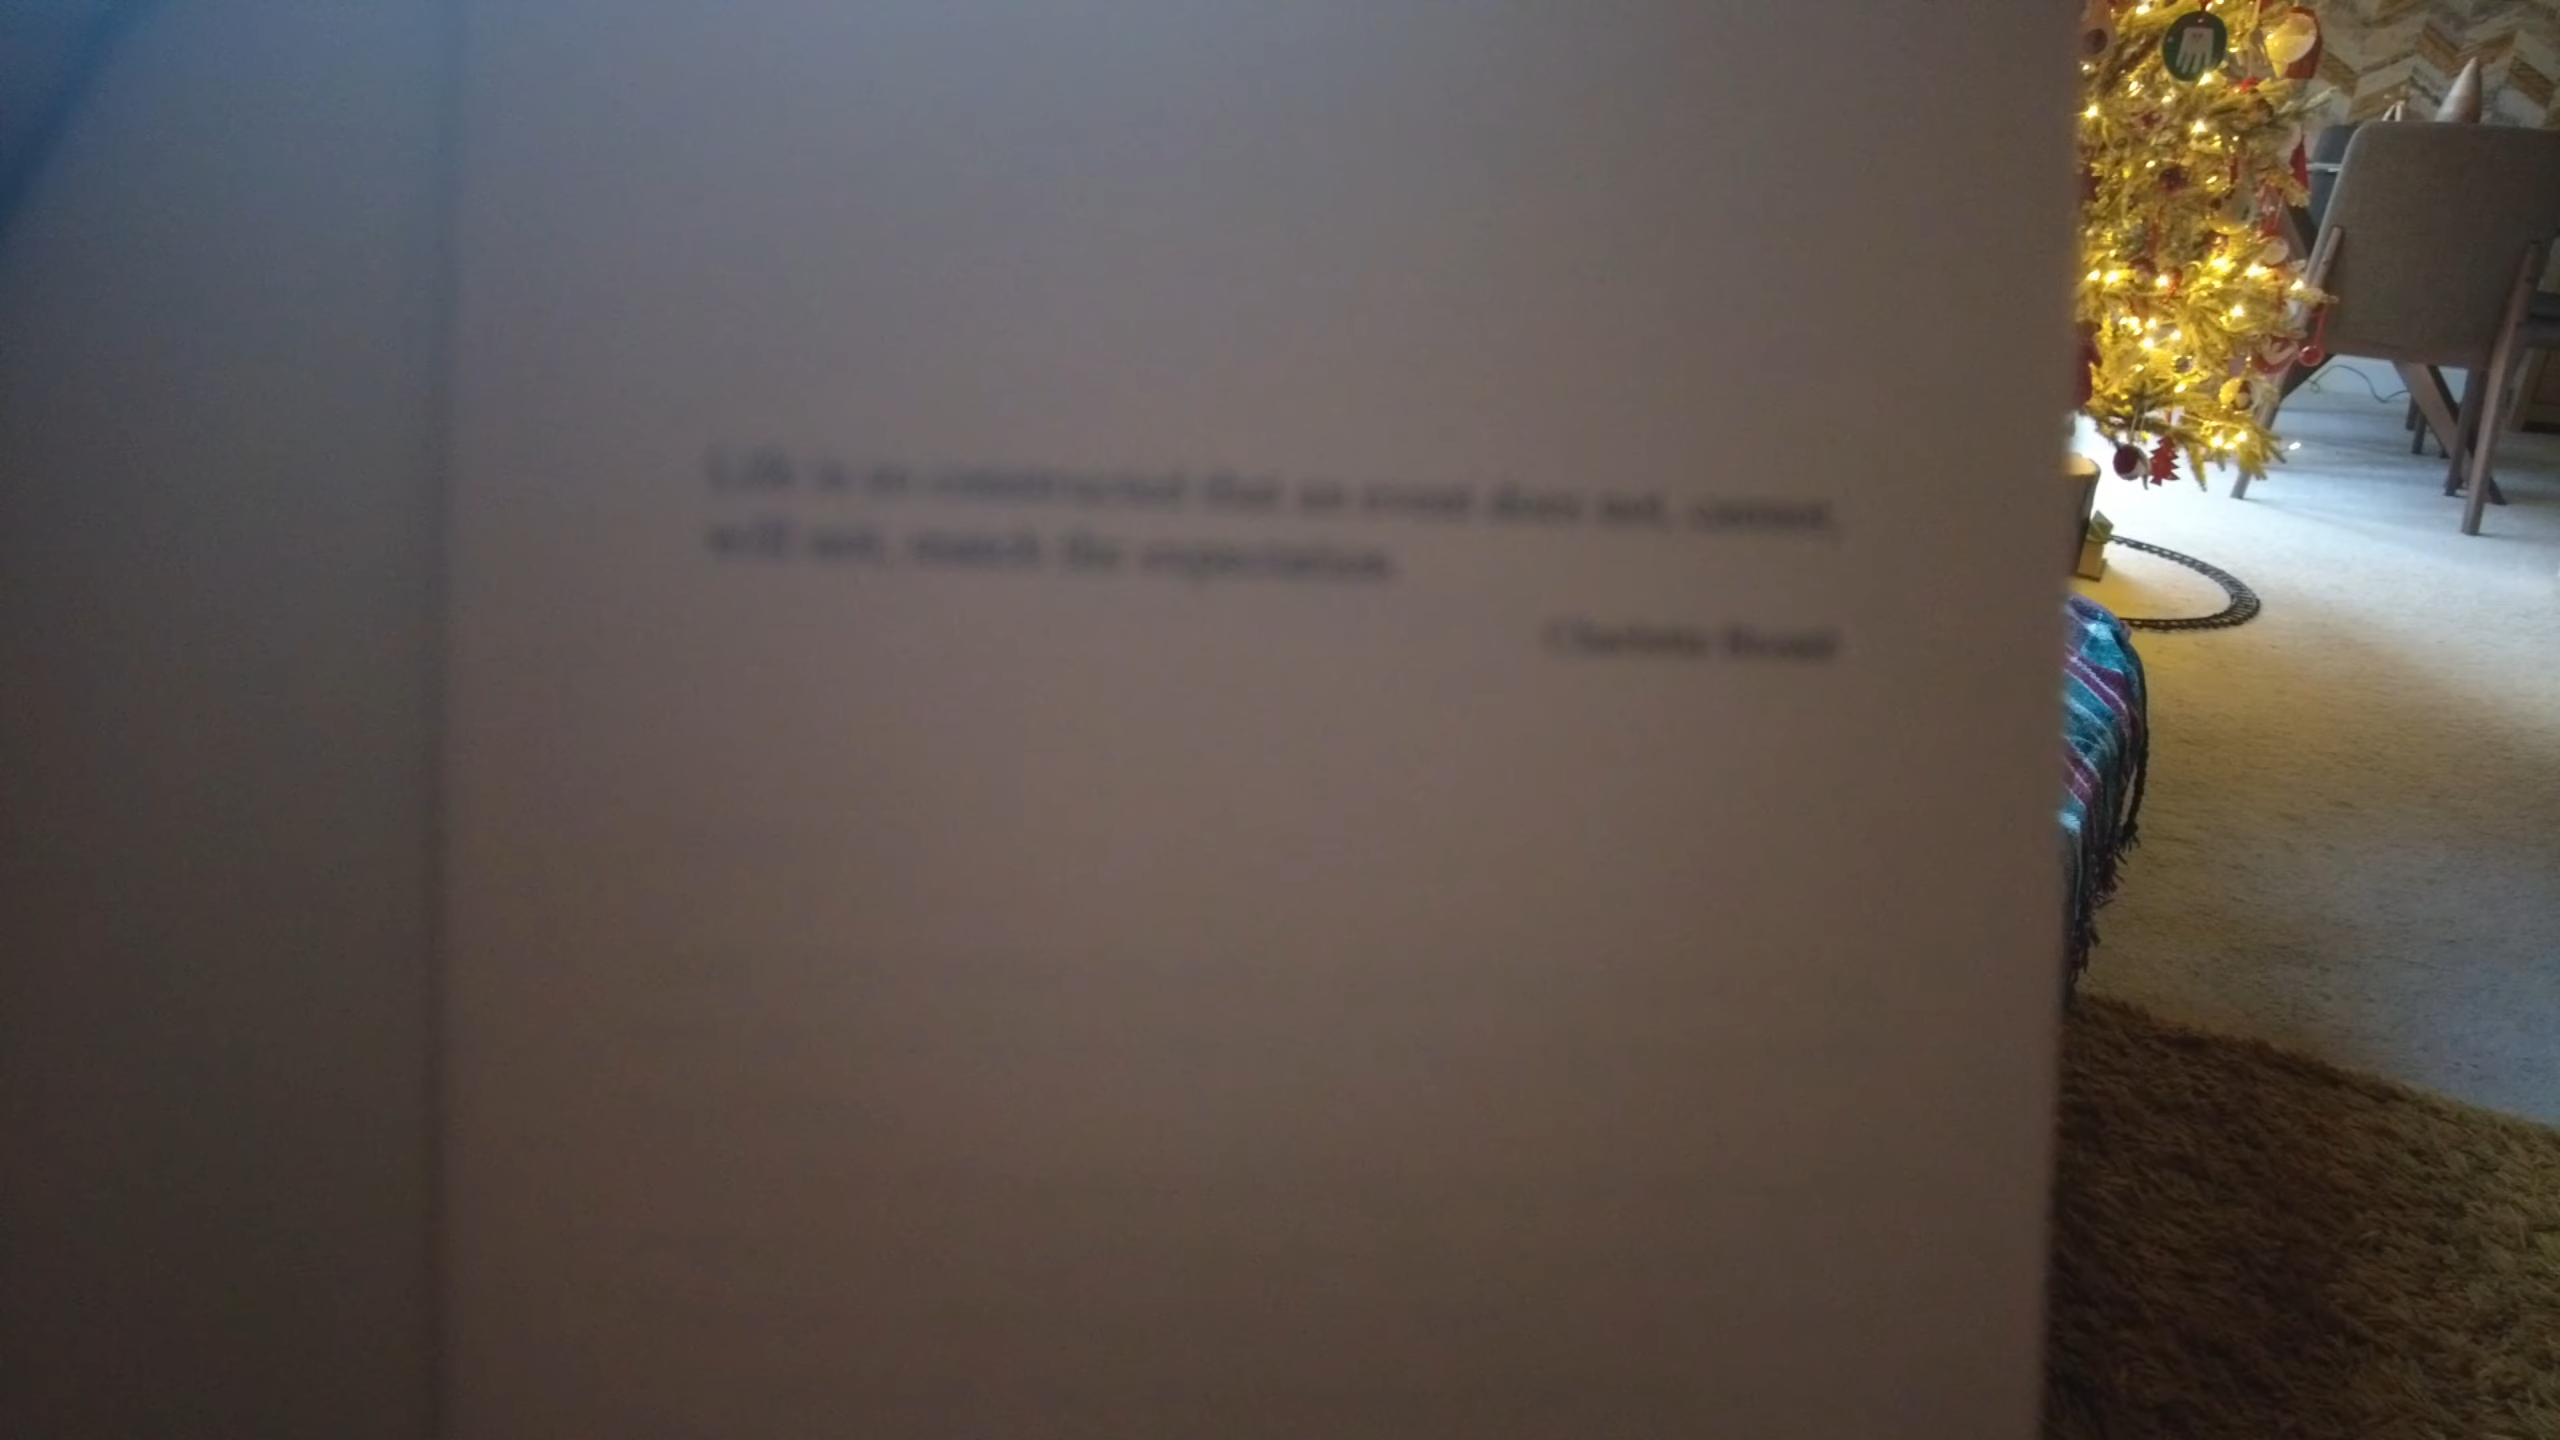 Life is so constructed that an event does not, cannot,
will not, match the expectation.
Charlotte Brontë